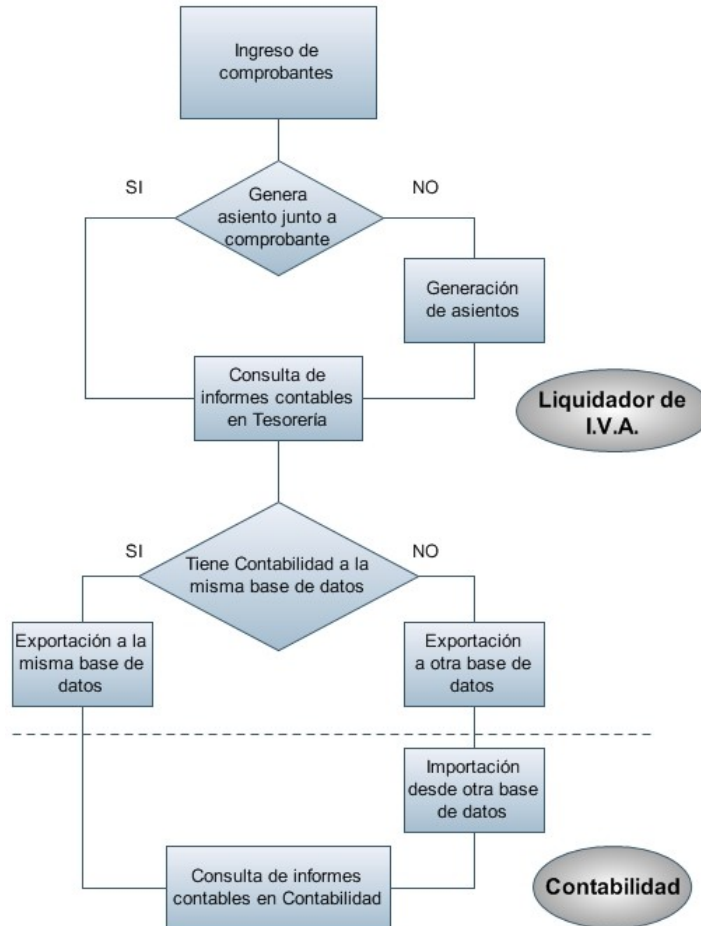 Ingreso de
comprobantes
SI
NO
Genera
asiento junto a
comprobante
Generación
de asientos
Consulta de
informes contables
en Tesorería
Liquidador de
I.V.A.
SI
NO
Tiene Contabilidad a la
misma base de datos
Exportación a la
misma base de
datos
Exportación
a otra base de
datos
Importación
desde otra base
de datos
Consulta de informes
contables en Contabilidad
Contabilidad